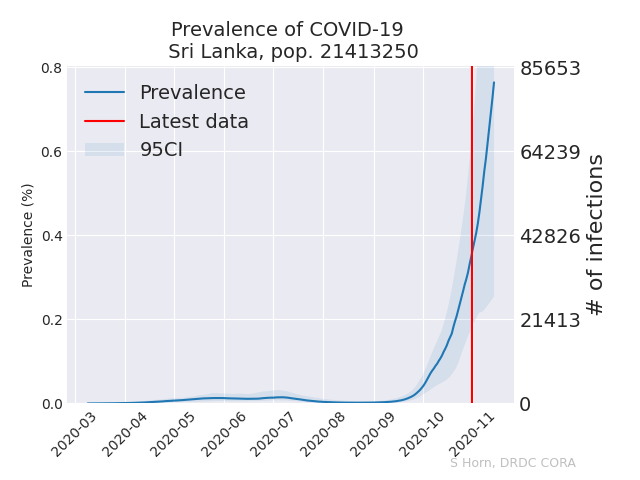 Prevalence of COVID-19
Sri Lanka, pop. 21413250
Prevalence
Latest data
95CI
Prevalence (%)
0.8
0.6
0.4
0.2
0.0
85653
64239
42826
21413
0
# of infections
2020-03
2020-04
2020-05
2020-06
2020-07
2020-08
2020-09
2020-10
2020-11
S Horn, DRDC CORA